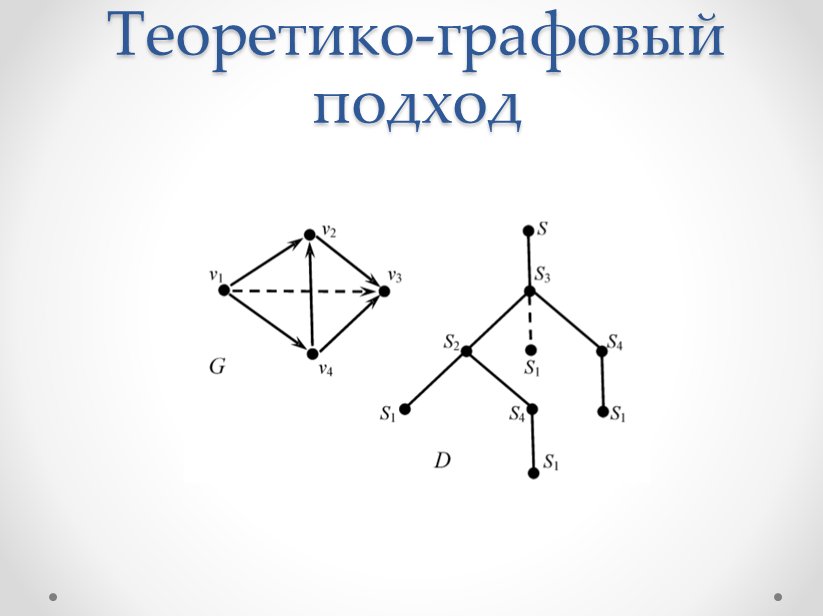 Теоретико-графовый
подход
v₂
v₁
v₃
v₄
G
S
S₃
S₂
S₄
S₁
S₁
S₄
S₁
S₁
D